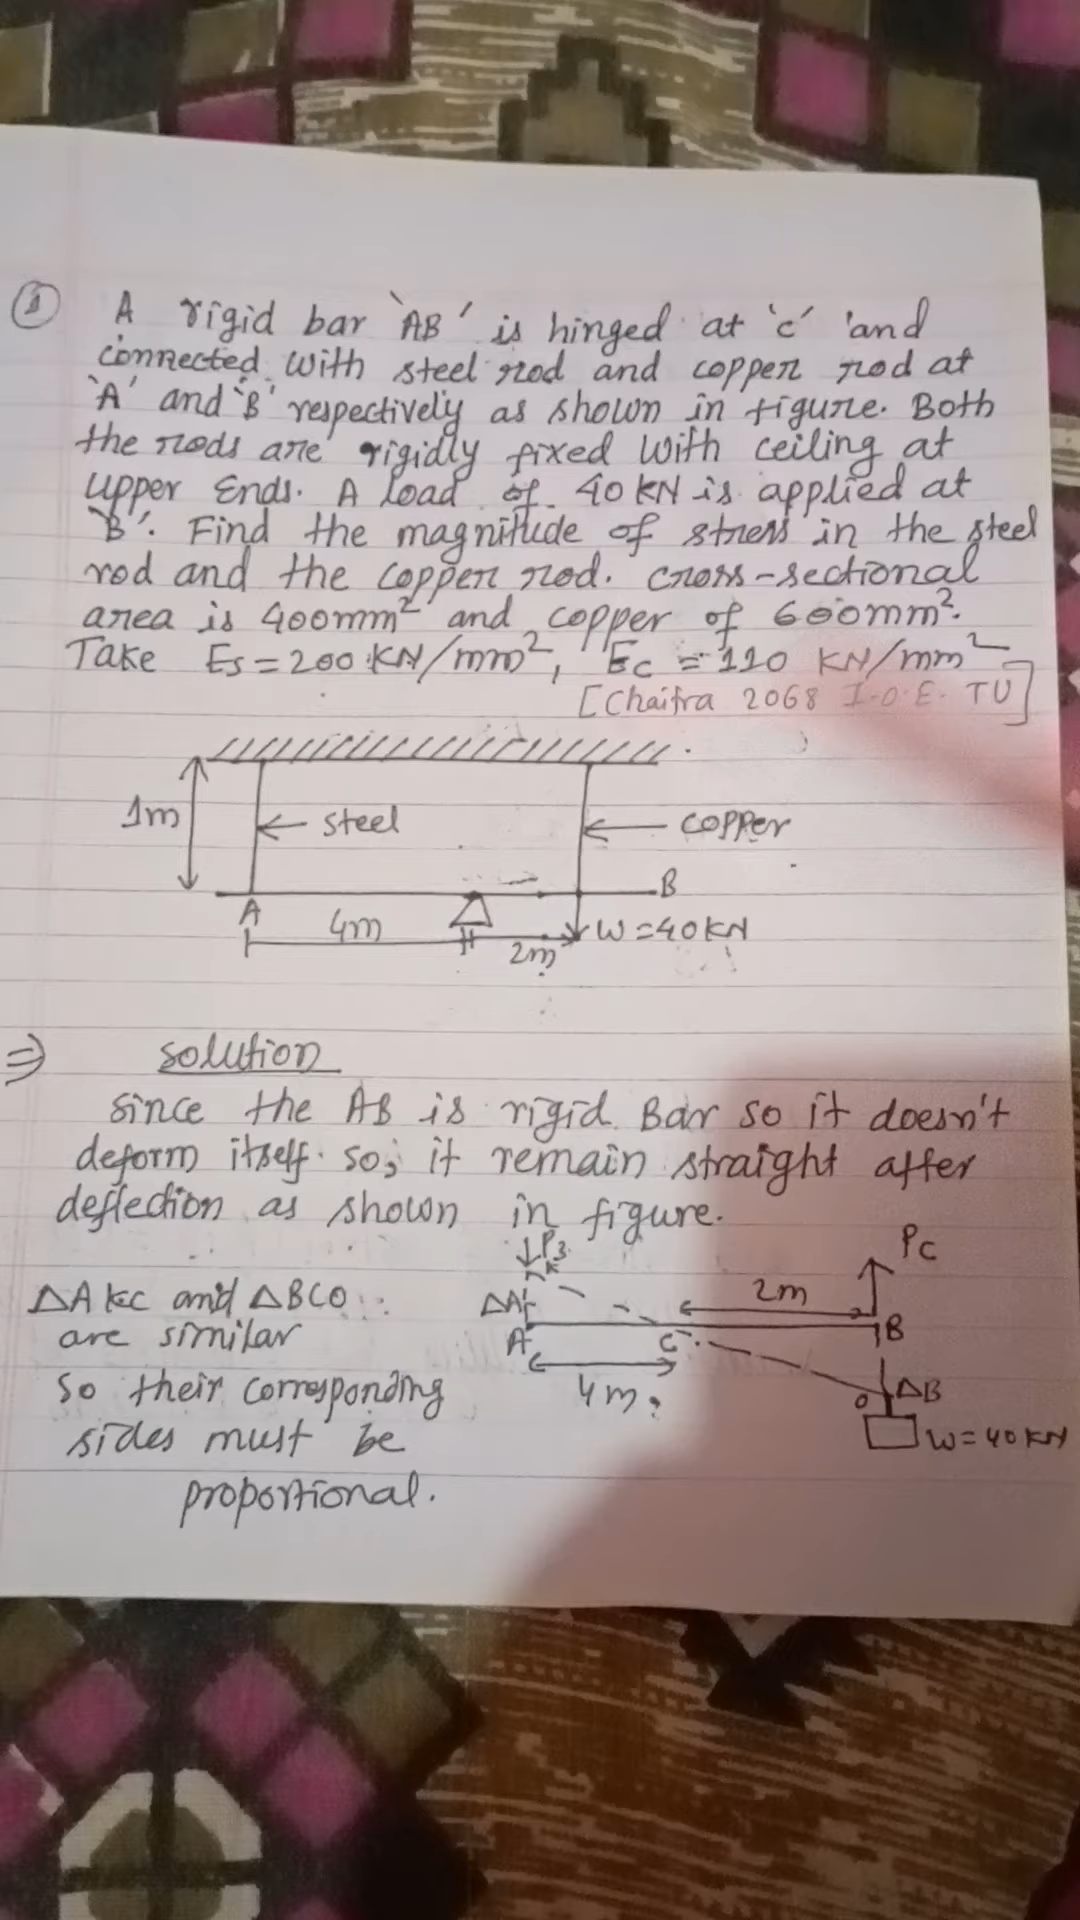 1
A rigid bar `AB' is hinged at 'c' 'and
connected with steel rod and copper rod at
`A' and `B' respectively as shown in figure. Both
the rods are rigidly fixed with ceiling at
upper Ends. A load of 40 KN is applied at
`B'. Find the magnitude of stress in the steel
rod and the copper rod. cross-sectional
area is 400mm² and copper of 600mm².
Take Es = 200 KN/mm², Ec = 110 KN/mm²
[Chaitra 2068 I.O.E. TU]
1m
steel
copper
A
4m
2m
B
W = 40KN
⇒ solution
since the AB is rigid Bar so it doesn't
deform itself. so; it remain straight after
deflection as shown in figure.
ΔAKC and ΔBCO
are similar
so their corresponding
sides must be
proportional.
Ps
K
Pc
ΔA
2m
A
C
B
4m
o
ΔB
W = 40KN